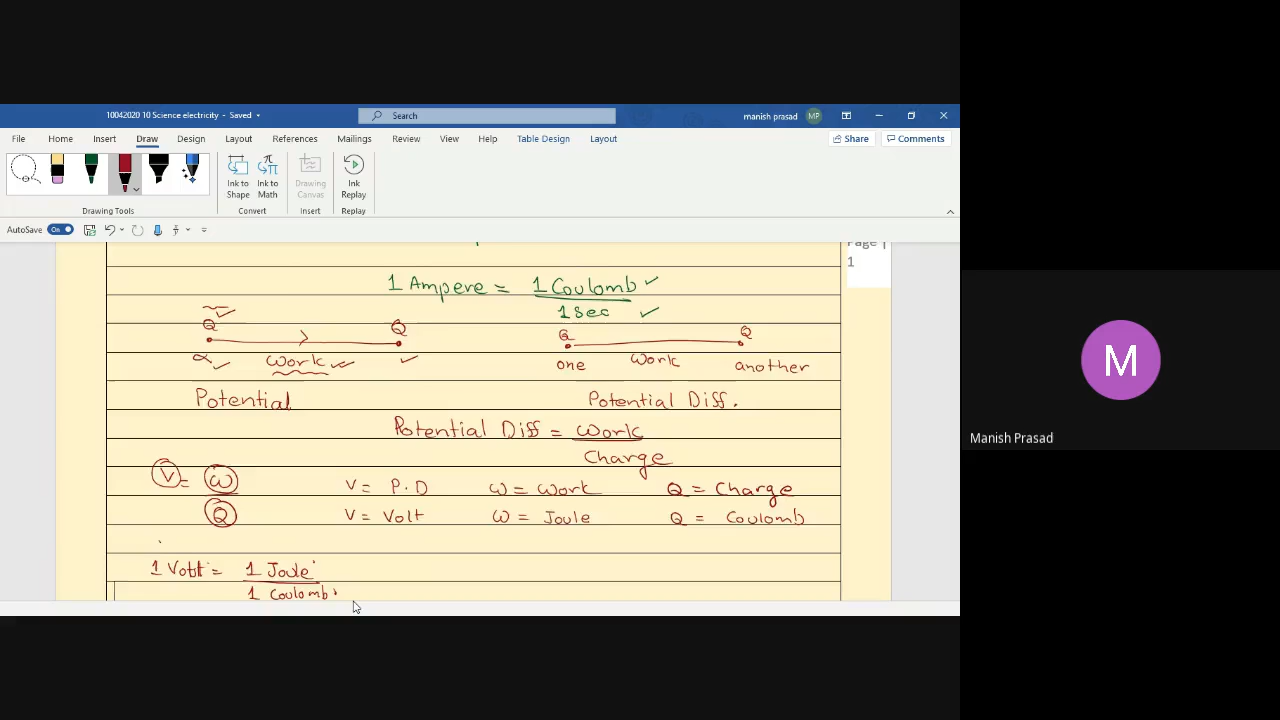 10042020 10 Science electricity - Saved
Search
manish prasad MP
File Home Insert Draw Design Layout References Mailings Review View Help Table Design Layout Share Comments
Ink to Shape
Ink to Math
Drawing Canvas
Ink Replay
Drawing Tools Convert Insert Replay
AutoSave On
Page 1
1
1 Ampere = 1 Coulomb
1 Sec
Q Q Q Q
∝ Work one Work another
Potential Potential Diff.
Potential Diff = Work
Charge
V = W V = P.D W = Work Q = Charge
Q V = Volt W = Joule Q = Coulomb
1 Volt = 1 Joule
1 Coulomb
M
Manish Prasad